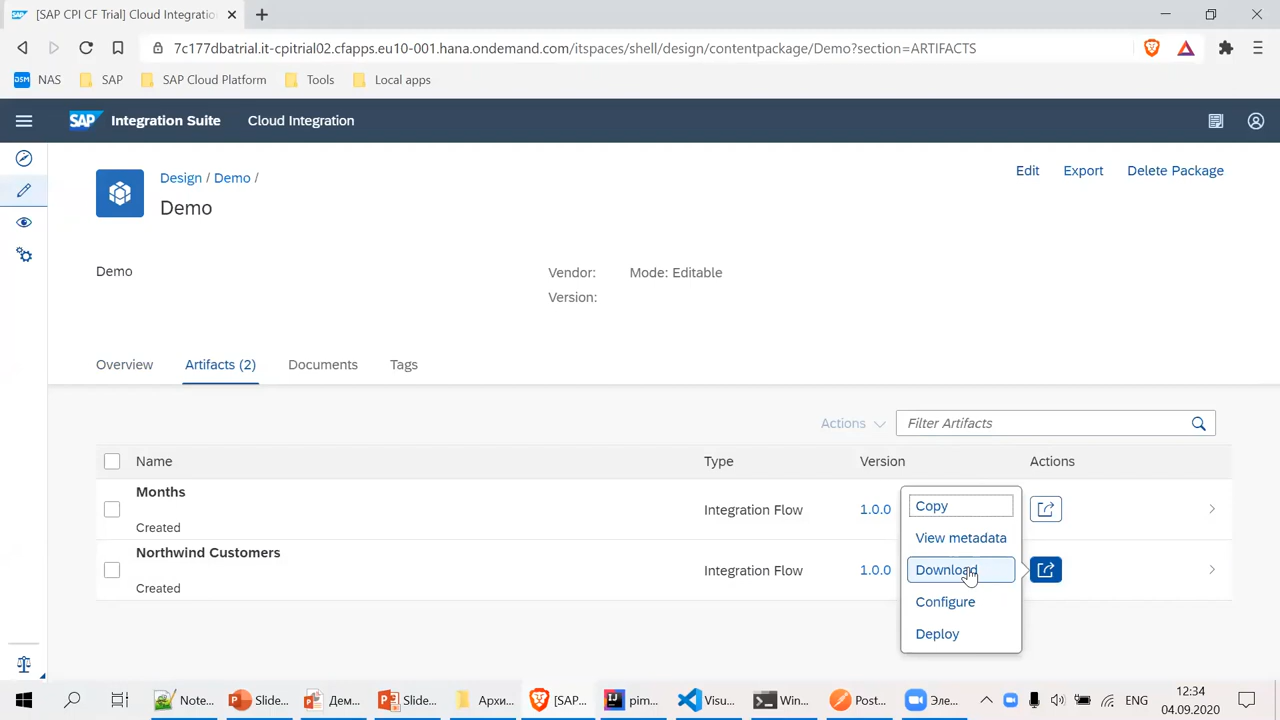 [SAP CPI CF Trial] Cloud Integratio
7c177dbatrial.it-cpitrial02.cfapps.eu10-001.hana.ondemand.com/itspaces/shell/design/contentpackage/Demo?section=ARTIFACTS
DSM NAS SAP SAP Cloud Platform Tools Local apps
SAP Integration Suite Cloud Integration
Design / Demo /
Edit Export Delete Package
Demo
Demo
Vendor: Mode: Editable
Version:
Overview Artifacts (2) Documents Tags
Actions Filter Artifacts
Name Type Version Actions
Months
Integration Flow 1.0.0
Created
Northwind Customers
Integration Flow 1.0.0
Created
Copy
View metadata
Download
Configure
Deploy
Note... Slide... Дем... Slide... Архи... [SAP... pim... Visu... Win... Post... Эле... ENG
12:34
04.09.2020